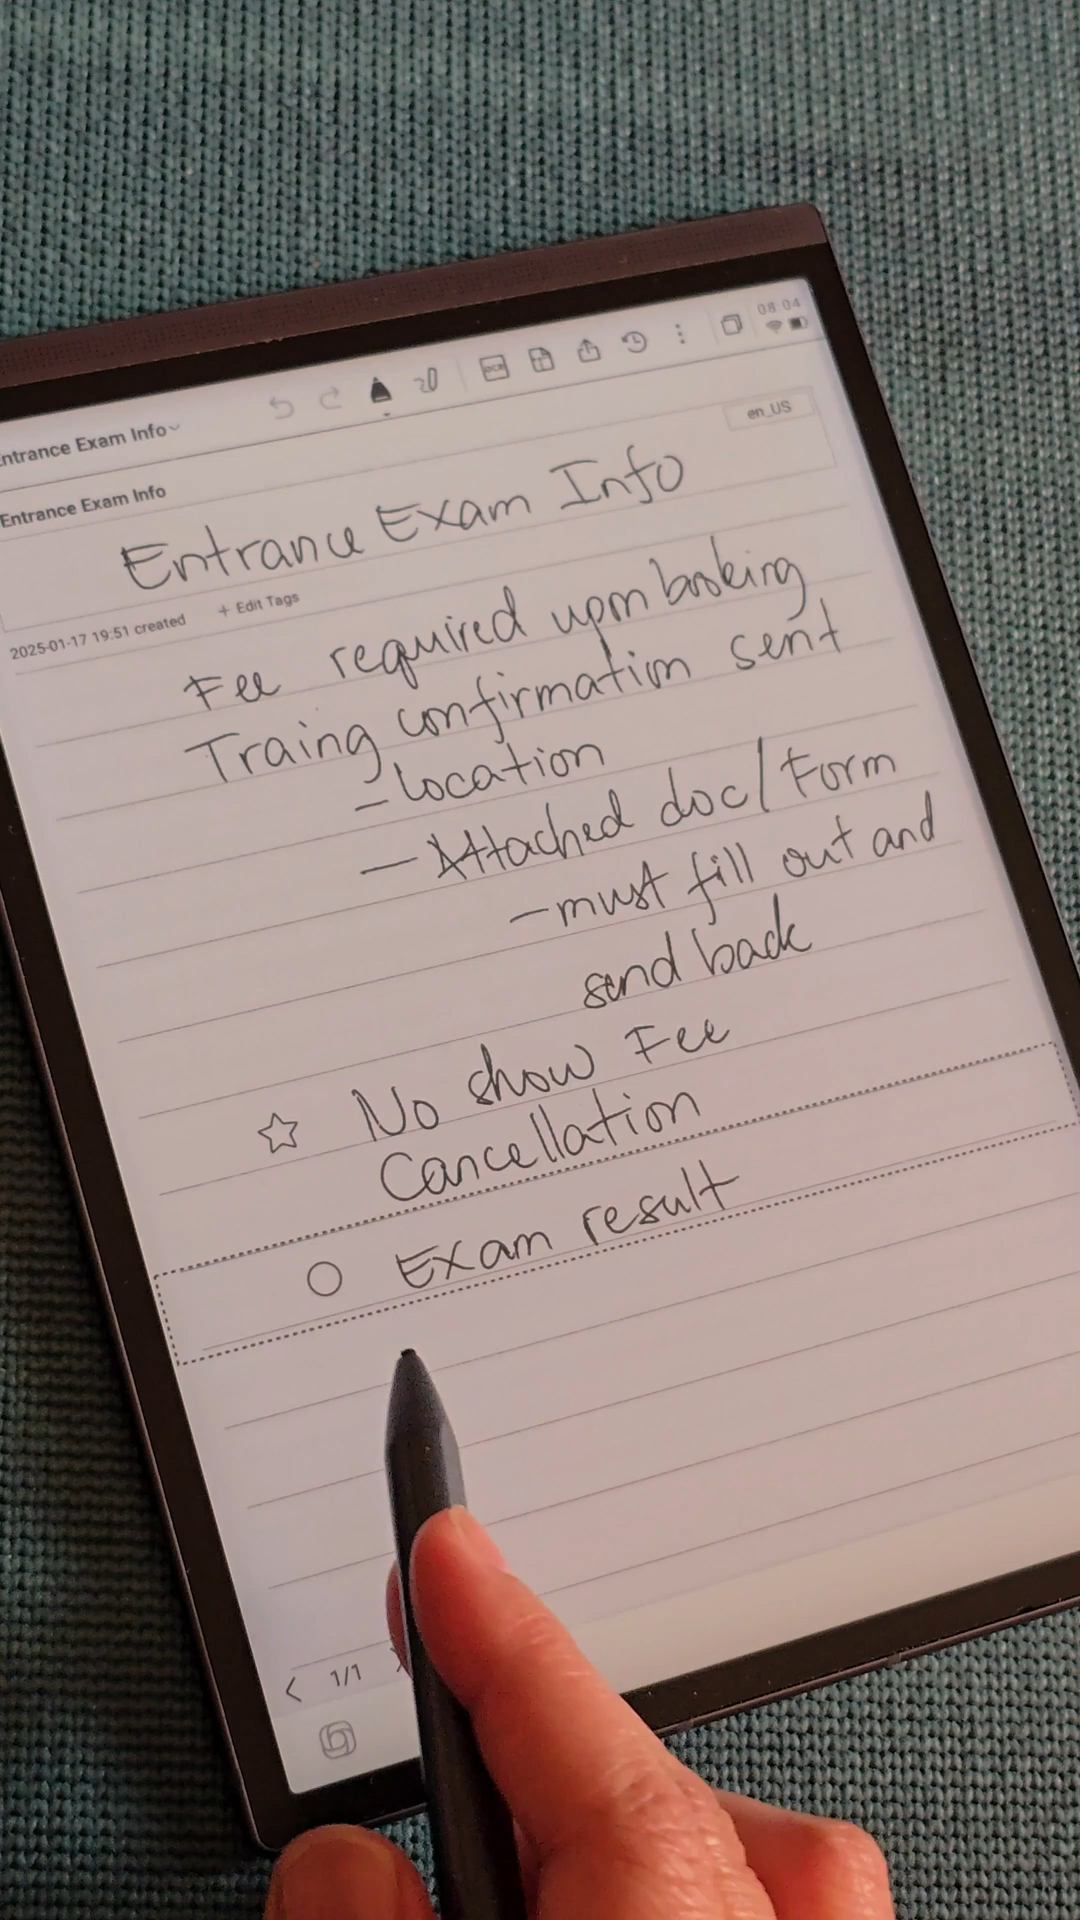 08:04
ntrance Exam Info
OCR
en_US
Entrance Exam Info
Entrance Exam Info
2025-01-17 19:51 created + Edit Tags
Fee required upon booking
Traing confirmation sent
- location
- Attached doc/Form
- must fill out and
send back
☆ No show Fee
Cancellation
○ Exam result
< 1/1